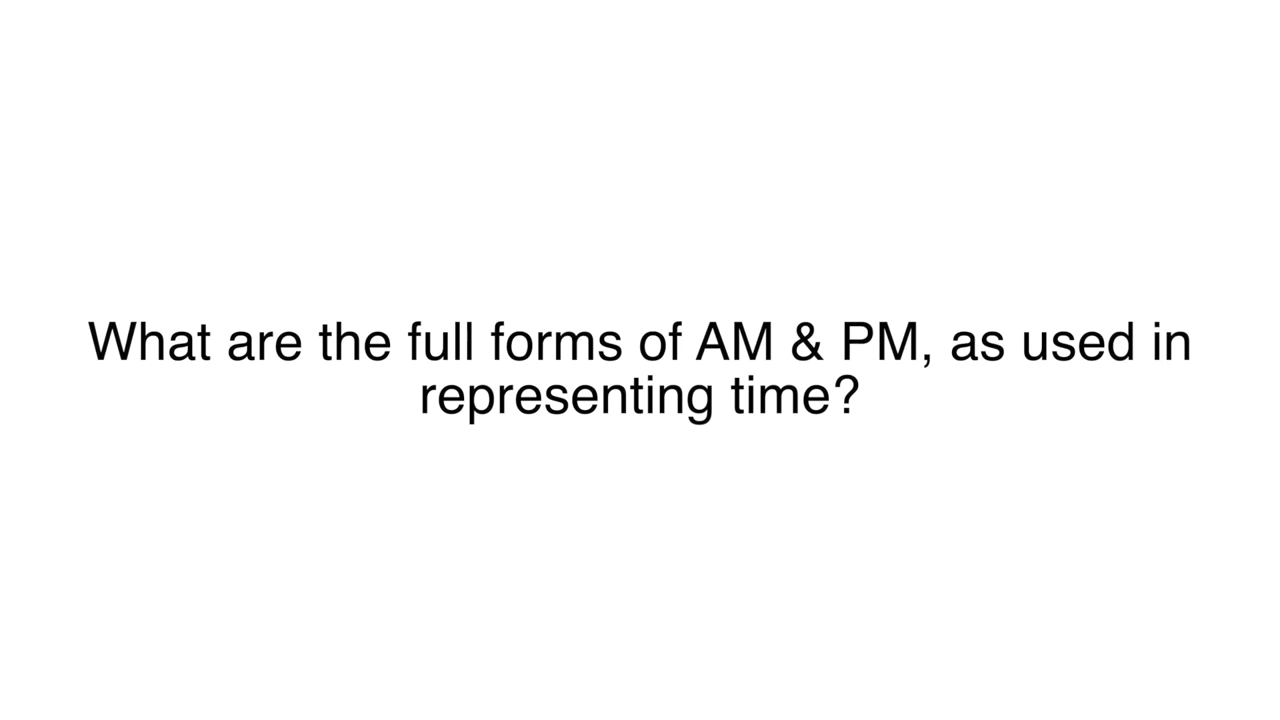 What are the full forms of AM & PM, as used in
representing time?